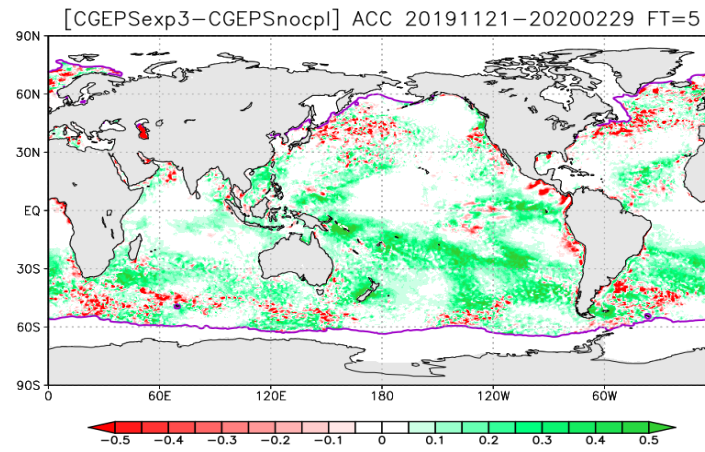 [CGEPSexp3-CGEPSnocpl] ACC 20191121-20200229 FT=5
90N
60N
30N
EQ
30S
60S
90S
0 60E 120E 180 120W 60W
-0.5 -0.4 -0.3 -0.2 -0.1 0 0.1 0.2 0.3 0.4 0.5